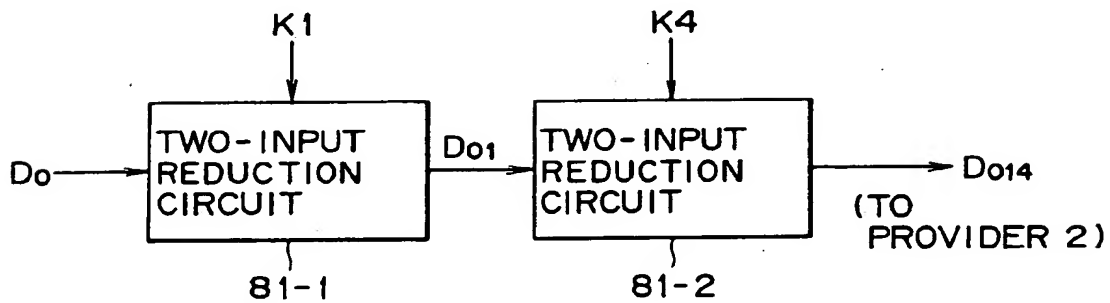 K1
K4
Do
TWO-INPUT
REDUCTION
CIRCUIT
Do1
TWO-INPUT
REDUCTION
CIRCUIT
Do14
(TO
PROVIDER 2)
81-1
81-2